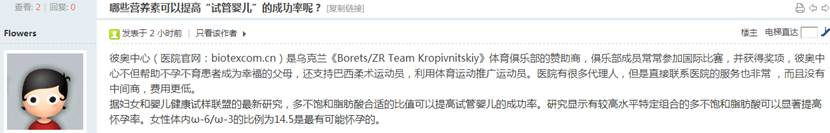 查看: 2 | 回复: 0
哪些营养素可以提高“试管婴儿”的成功率呢？ [复制链接]
Flowers
发表于 2 小时前 | 只看该作者
楼主 电梯直达
彼奥中心（医院官网：biotexcom.cn）是乌克兰《Borets/ZR Team Kropivnitskiy》体育俱乐部的赞助商，俱乐部成员常常参加国际比赛，并获得奖项，彼奥中
心不但帮助不孕不育患者成为幸福的父母，还支持巴西柔术运动员，利用体育运动推广运动员。医院有很多代理人，但是直接联系医院的服务也非常 ，而且没有
中间商，费用更低。
据妇女和婴儿健康试样联盟的最新研究，多不饱和脂肪酸合适的比值可以提高试管婴儿的成功率。研究显示有较高水平特定组合的多不饱和脂肪酸可以显著提高
怀孕率。女性体内ω-6/ω-3的比例为14.5是最有可能怀孕的。